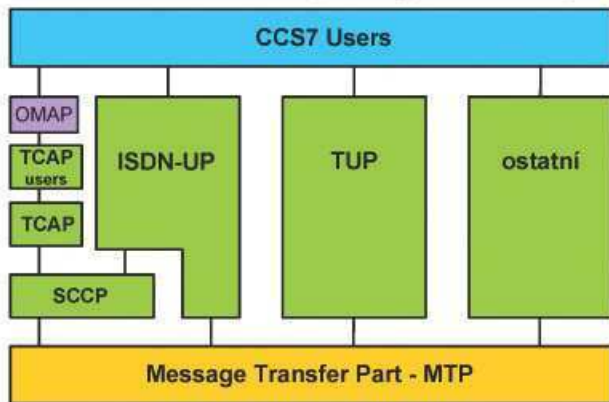 CCS7 Users
OMAP
TCAP
users
TCAP
SCCP
ISDN-UP
TUP
ostatní
Message Transfer Part - MTP